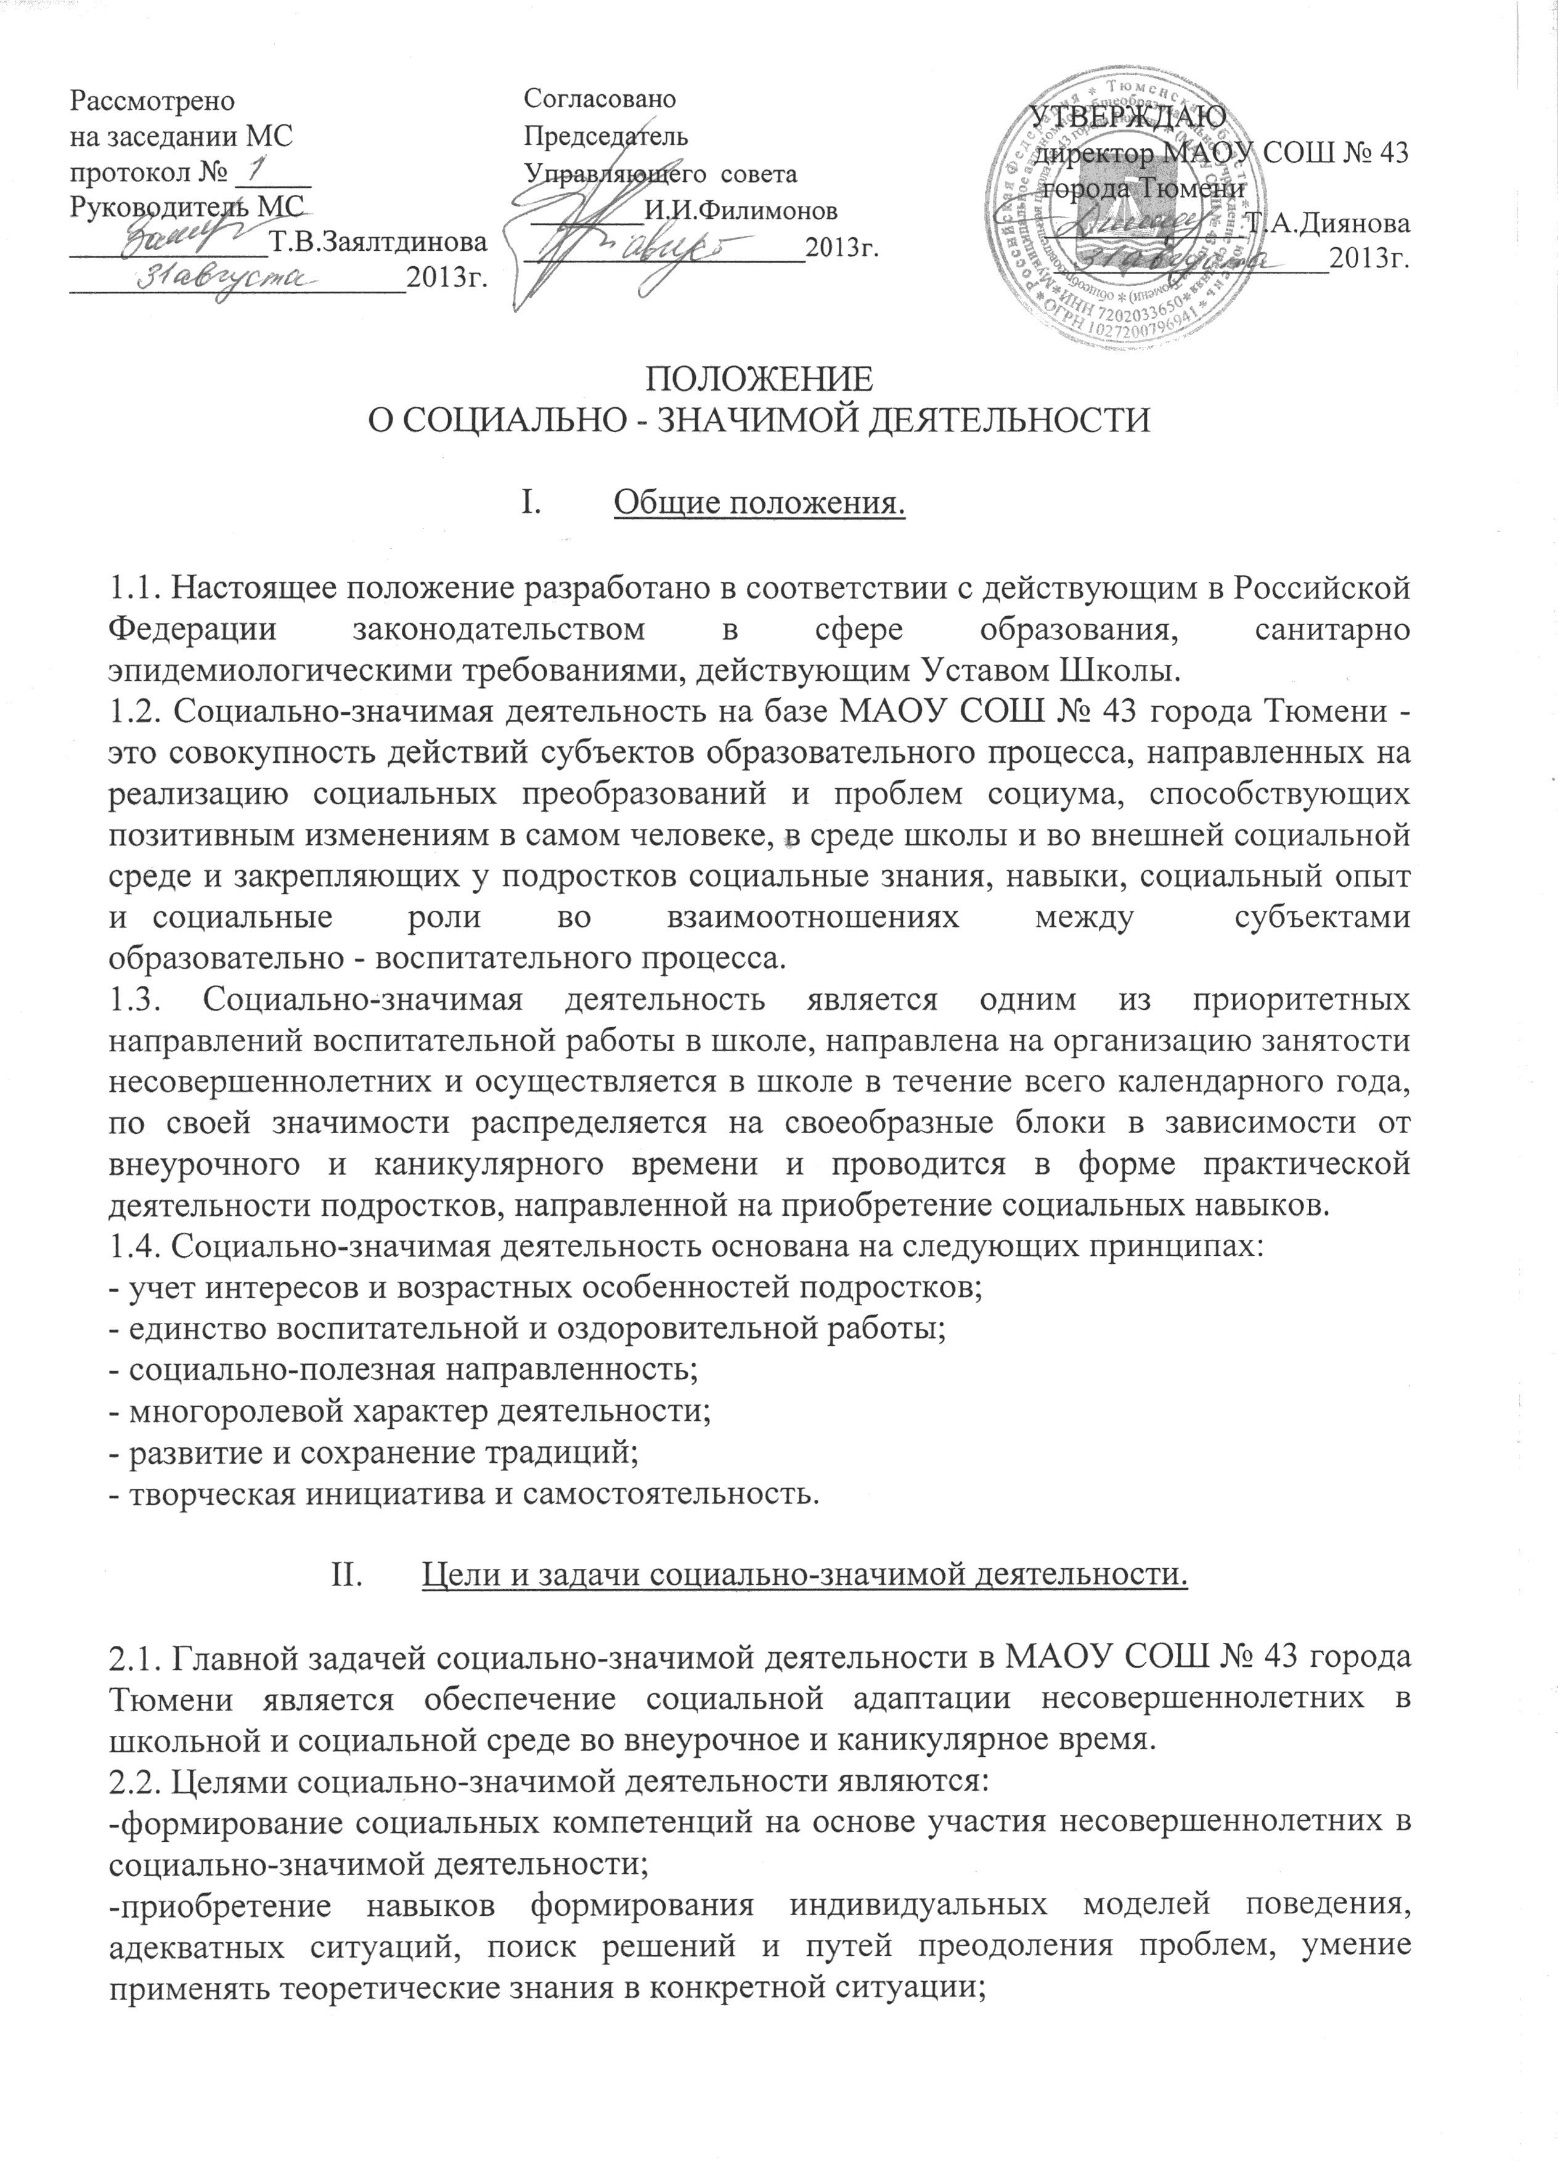 Рассмотрено
на заседании МС
протокол № 1
Руководитель МС
Т.В.Заялтдинова
31 августа 2013г.
Согласовано
Председатель
Управляющего совета
И.И.Филимонов
август 2013г.
УТВЕРЖДАЮ
директор МАОУ СОШ № 43
города Тюмени
Т.А.Диянова
31 августа 2013г.
Российская Федерация * Тюменская область *
* ИНН 7202033650 *
* ОГРН 1027200796941 *
ПОЛОЖЕНИЕ
О СОЦИАЛЬНО - ЗНАЧИМОЙ ДЕЯТЕЛЬНОСТИ
I. Общие положения.
1.1. Настоящее положение разработано в соответствии с действующим в Российской
Федерации законодательством в сфере образования, санитарно
эпидемиологическими требованиями, действующим Уставом Школы.
1.2. Социально-значимая деятельность на базе МАОУ СОШ № 43 города Тюмени -
это совокупность действий субъектов образовательного процесса, направленных на
реализацию социальных преобразований и проблем социума, способствующих
позитивным изменениям в самом человеке, в среде школы и во внешней социальной
среде и закрепляющих у подростков социальные знания, навыки, социальный опыт
и социальные роли во взаимоотношениях между субъектами
образовательно - воспитательного процесса.
1.3. Социально-значимая деятельность является одним из приоритетных
направлений воспитательной работы в школе, направлена на организацию занятости
несовершеннолетних и осуществляется в школе в течение всего календарного года,
по своей значимости распределяется на своеобразные блоки в зависимости от
внеурочного и каникулярного времени и проводится в форме практической
деятельности подростков, направленной на приобретение социальных навыков.
1.4. Социально-значимая деятельность основана на следующих принципах:
- учет интересов и возрастных особенностей подростков;
- единство воспитательной и оздоровительной работы;
- социально-полезная направленность;
- многоролевой характер деятельности;
- развитие и сохранение традиций;
- творческая инициатива и самостоятельность.
II. Цели и задачи социально-значимой деятельности.
2.1. Главной задачей социально-значимой деятельности в МАОУ СОШ № 43 города
Тюмени является обеспечение социальной адаптации несовершеннолетних в
школьной и социальной среде во внеурочное и каникулярное время.
2.2. Целями социально-значимой деятельности являются:
-формирование социальных компетенций на основе участия несовершеннолетних в
социально-значимой деятельности;
-приобретение навыков формирования индивидуальных моделей поведения,
адекватных ситуаций, поиск решений и путей преодоления проблем, умение
применять теоретические знания в конкретной ситуации;